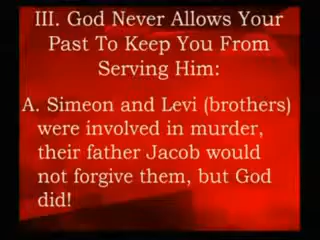 III. God Never Allows Your
Past To Keep You From
Serving Him:
A. Simeon and Levi (brothers)
were involved in murder,
their father Jacob would
not forgive them, but God
did!